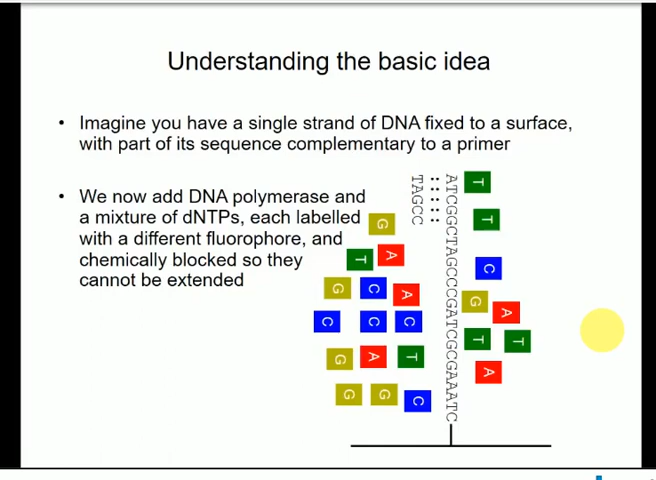 Understanding the basic idea
• Imagine you have a single strand of DNA fixed to a surface,
with part of its sequence complementary to a primer
• We now add DNA polymerase and
a mixture of dNTPs, each labelled
with a different fluorophore, and
chemically blocked so they
cannot be extended
TAGCC
ATCGGCTAGCCCGATCGCGAAATC
T
T
G
T A
C
G C A
G A
C C C
T T
G A T
A
G G C